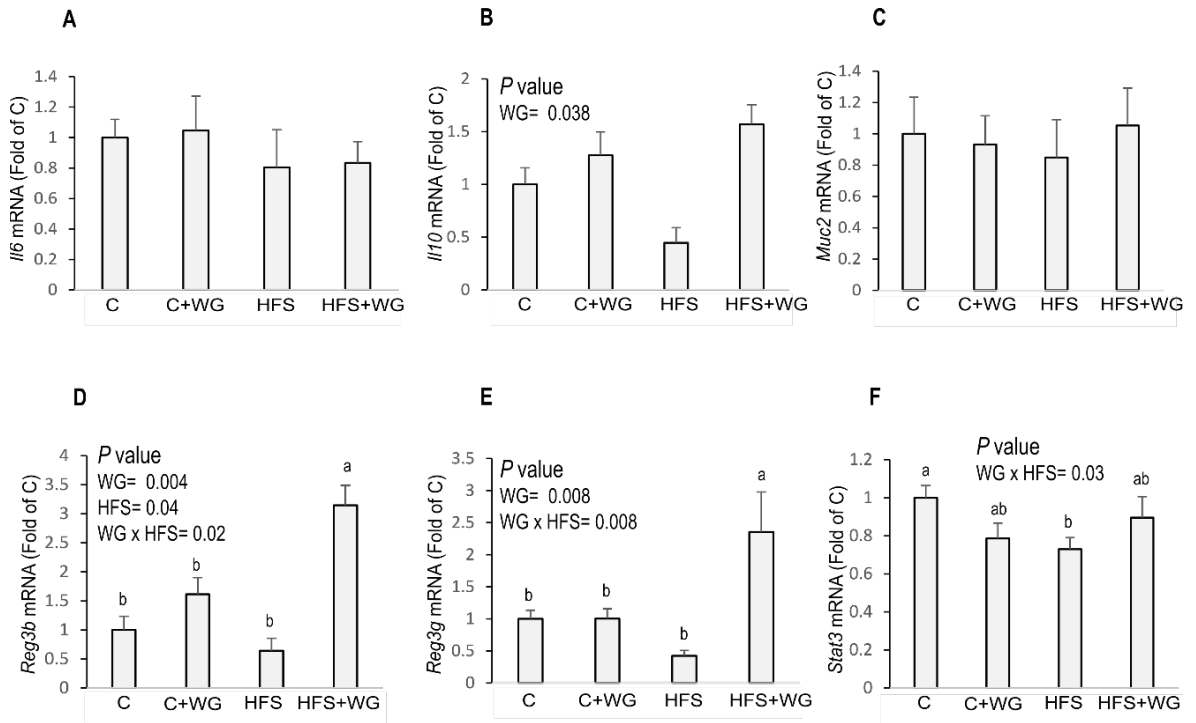 A
Il6 mRNA (Fold of C)
1.4
1.2
1
0.8
0.6
0.4
0.2
0
C C+WG HFS HFS+WG
B
Il10 mRNA (Fold of C)
2
1.5
1
0.5
0
P value
WG= 0.038
C C+WG HFS HFS+WG
C
Muc2 mRNA (Fold of C)
1.4
1.2
1
0.8
0.6
0.4
0.2
0
C C+WG HFS HFS+WG
D
Reg3b mRNA (Fold of C)
4
3.5
3
2.5
2
1.5
1
0.5
0
P value
WG= 0.004
HFS= 0.04
WG x HFS= 0.02
b b b a
C C+WG HFS HFS+WG
E
Reg3g mRNA (Fold of C)
3.5
3
2.5
2
1.5
1
0.5
0
P value
WG= 0.008
WG x HFS= 0.008
b b b a
C C+WG HFS HFS+WG
F
Stat3 mRNA (Fold of C)
1.2
1
0.8
0.6
0.4
0.2
0
P value
WG x HFS= 0.03
a ab b ab
C C+WG HFS HFS+WG